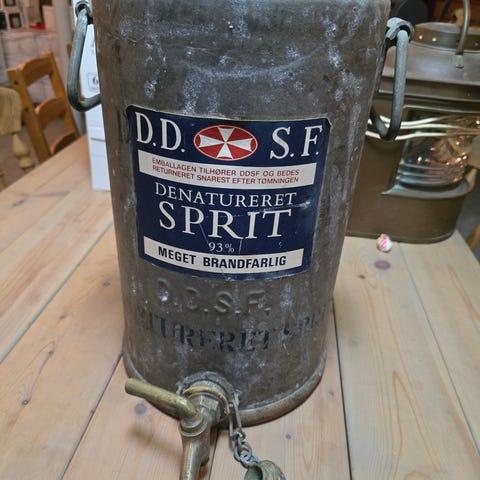 D.D. S.F.
EMBALLAGEN TILHØRER DDSF OG BEDES
RETURNERET SNAREST EFTER TØMNINGEN
DENATURERET
SPRIT
93%
MEGET BRANDFARLIG
D.D.S.F.